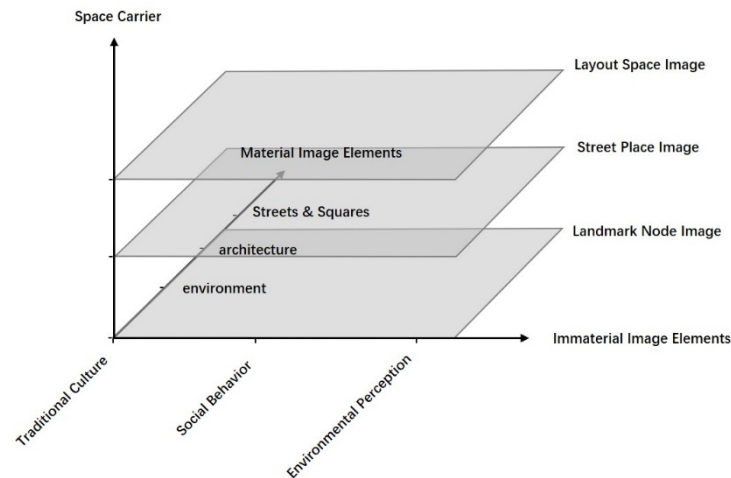 Space Carrier
Layout Space Image
Material Image Elements
Street Place Image
Streets & Squares
Landmark Node Image
architecture
environment
Immaterial Image Elements
Traditional Culture
Social Behavior
Environmental Perception